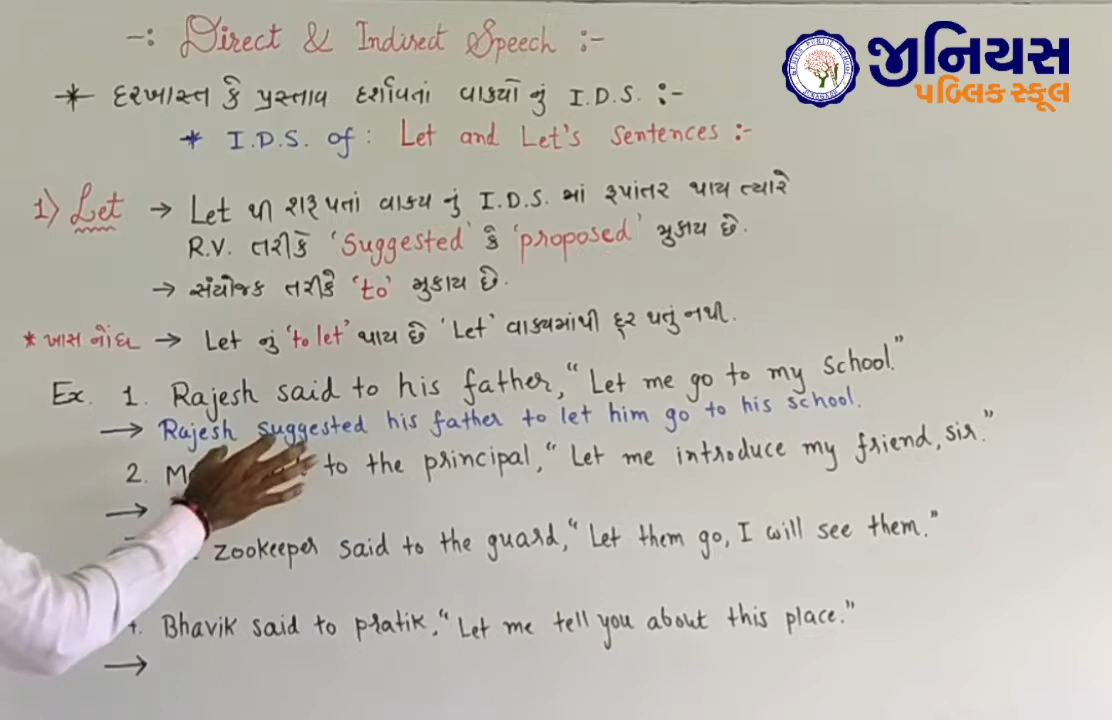 -: Direct & Indirect Speech :-
જીનિયસ
પબ્લિક સ્કૂલ
* દરખાસ્ત કે પ્રસ્તાવ દર્શાવતાં વાક્યો નું I.D.S. :-
* I.D.S. of : Let and Let's sentences :-
1) Let → Let થી શરૂ થતાં વાક્ય નું I.D.S. માં રૂપાંતર થાય ત્યારે
R.V. તરીકે 'Suggested' કે 'proposed' મુકાય છે.
→ સંયોજક તરીકે 'to' મુકાય છે.
* ખાસ નોંધ → Let નું 'to let' થાય છે 'Let' વાક્યમાંથી દૂર થતું નથી.
Ex. 1. Rajesh said to his father, "Let me go to my school."
→ Rajesh suggested his father to let him go to his school.
2. to the principal, "Let me introduce my friend, sir."
→
zookeeper said to the guard, "Let them go, I will see them."
4. Bhavik said to pratik, "Let me tell you about this place."
→